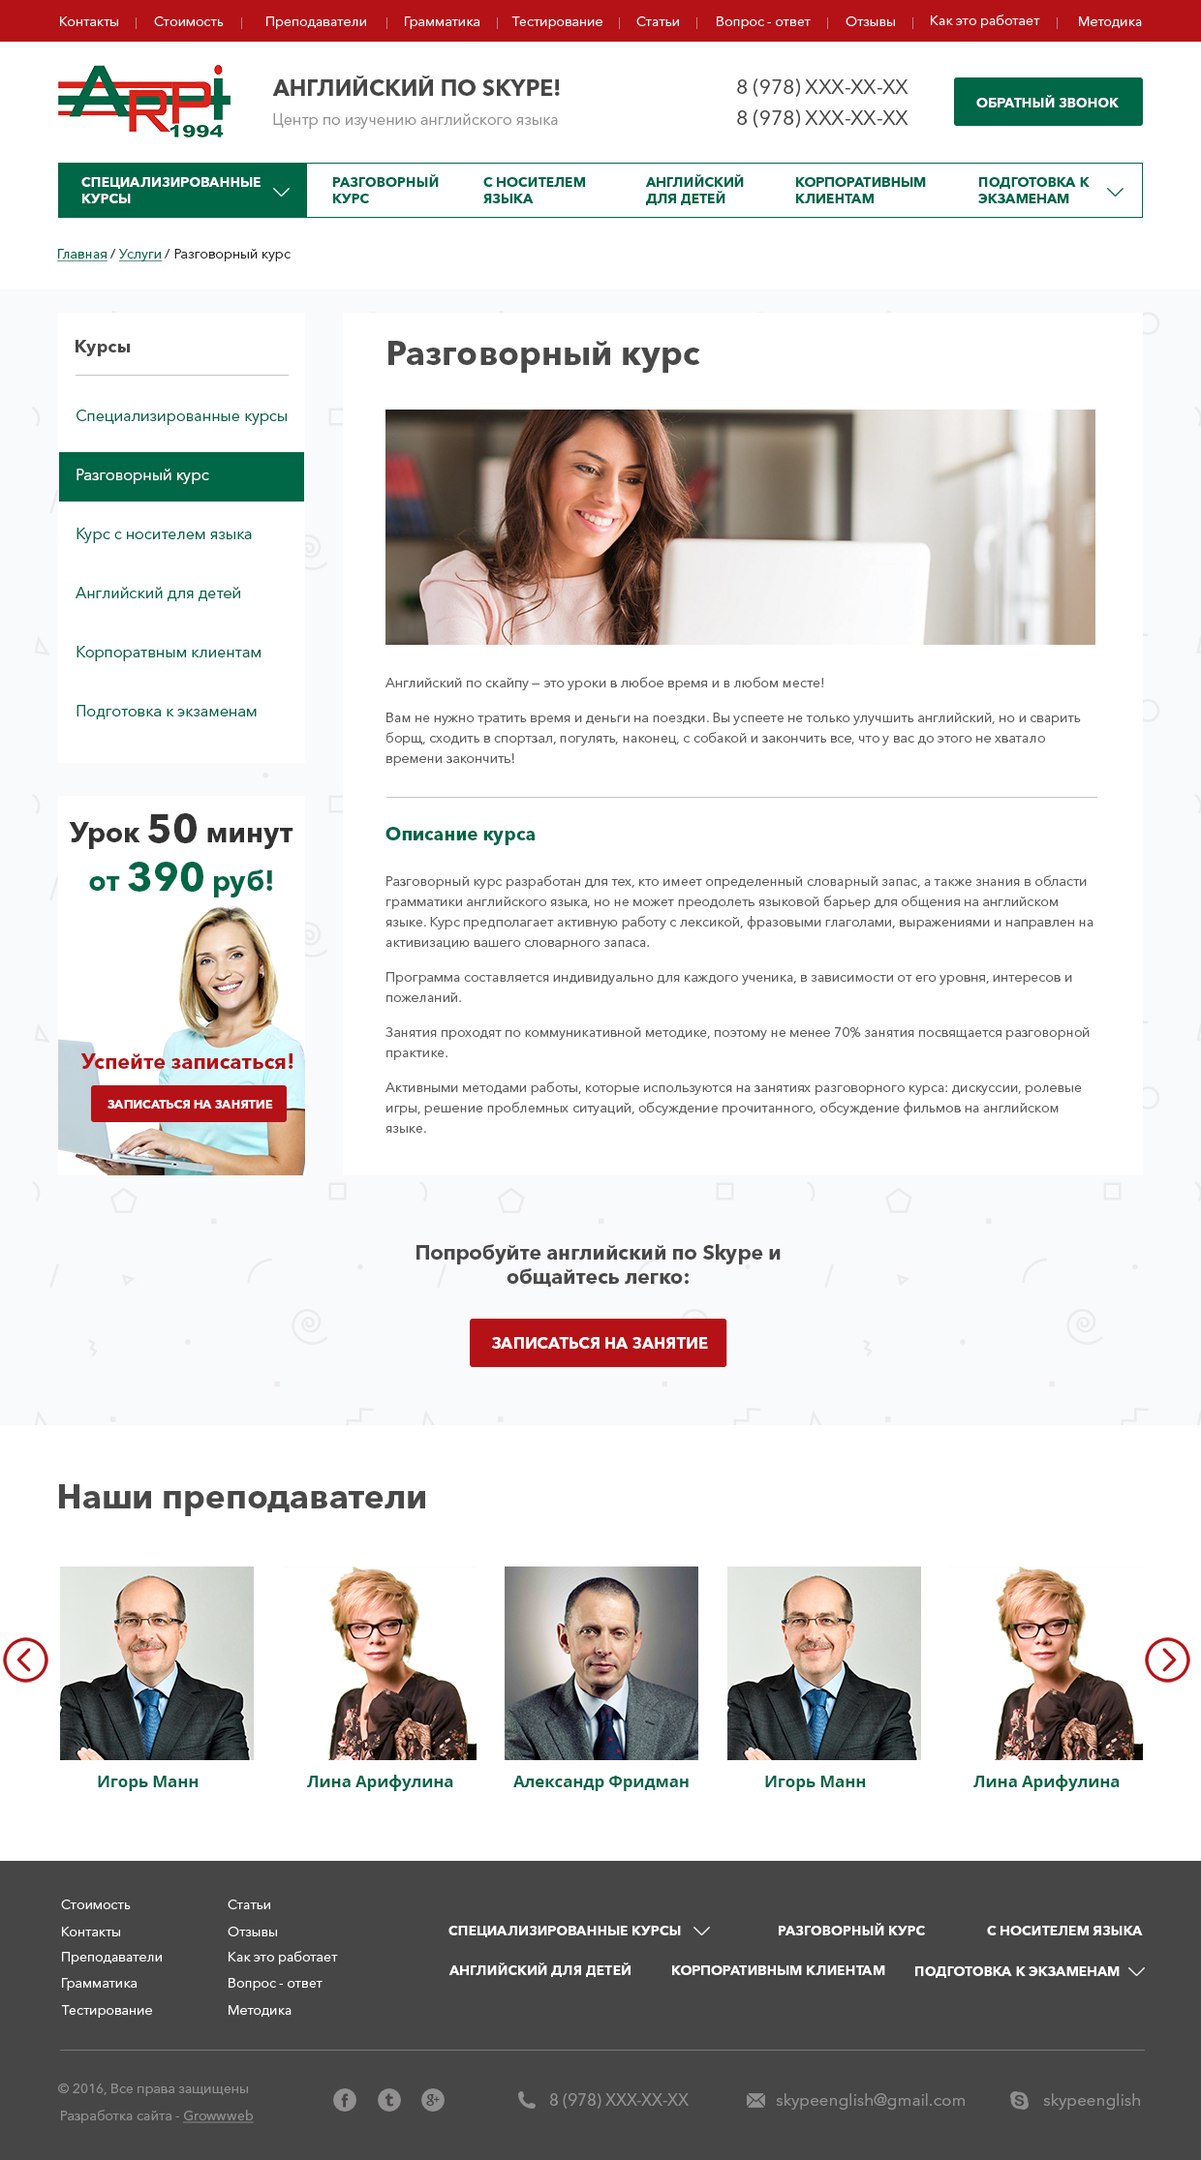 Контакты | Стоимость | Преподаватели | Грамматика | Тестирование | Статьи | Вопрос - ответ | Отзывы | Как это работает | Методика
ARPi
1994
АНГЛИЙСКИЙ ПО SKYPE!
Центр по изучению английского языка
8 (978) XXX-XX-XX
8 (978) XXX-XX-XX
ОБРАТНЫЙ ЗВОНОК
СПЕЦИАЛИЗИРОВАННЫЕ
КУРСЫ
РАЗГОВОРНЫЙ
КУРС
С НОСИТЕЛЕМ
ЯЗЫКА
АНГЛИЙСКИЙ
ДЛЯ ДЕТЕЙ
КОРПОРАТИВНЫМ
КЛИЕНТАМ
ПОДГОТОВКА К
ЭКЗАМЕНАМ
Главная / Услуги / Разговорный курс
Курсы
Специализированные курсы
Разговорный курс
Курс с носителем языка
Английский для детей
Корпоратвным клиентам
Подготовка к экзаменам
Урок 50 минут
от 390 руб!
Успейте записаться!
ЗАПИСАТЬСЯ НА ЗАНЯТИЕ
Разговорный курс
Английский по скайпу – это уроки в любое время и в любом месте!
Вам не нужно тратить время и деньги на поездки. Вы успеете не только улучшить английский, но и сварить
борщ, сходить в спортзал, погулять, наконец, с собакой и закончить все, что у вас до этого не хватало
времени закончить!
Описание курса
Разговорный курс разработан для тех, кто имеет определенный словарный запас, а также знания в области
грамматики английского языка, но не может преодолеть языковой барьер для общения на английском
языке. Курс предполагает активную работу с лексикой, фразовыми глаголами, выражениями и направлен на
активизацию вашего словарного запаса.
Программа составляется индивидуально для каждого ученика, в зависимости от его уровня, интересов и
пожеланий.
Занятия проходят по коммуникативной методике, поэтому не менее 70% занятия посвящается разговорной
практике.
Активными методами работы, которые используются на занятиях разговорного курса: дискуссии, ролевые
игры, решение проблемных ситуаций, обсуждение прочитанного, обсуждение фильмов на английском
языке.
Попробуйте английский по Skype и
общайтесь легко:
ЗАПИСАТЬСЯ НА ЗАНЯТИЕ
Наши преподаватели
Игорь Манн
Лина Арифулина
Александр Фридман
Игорь Манн
Лина Арифулина
Стоимость
Контакты
Преподаватели
Грамматика
Тестирование
Статьи
Отзывы
Как это работает
Вопрос - ответ
Методика
СПЕЦИАЛИЗИРОВАННЫЕ КУРСЫ
РАЗГОВОРНЫЙ КУРС
С НОСИТЕЛЕМ ЯЗЫКА
АНГЛИЙСКИЙ ДЛЯ ДЕТЕЙ
КОРПОРАТИВНЫМ КЛИЕНТАМ
ПОДГОТОВКА К ЭКЗАМЕНАМ
© 2016, Все права защищены
Разработка сайта - Growwweb
8 (978) XXX-XX-XX
skypeenglish@gmail.com
skypeenglish